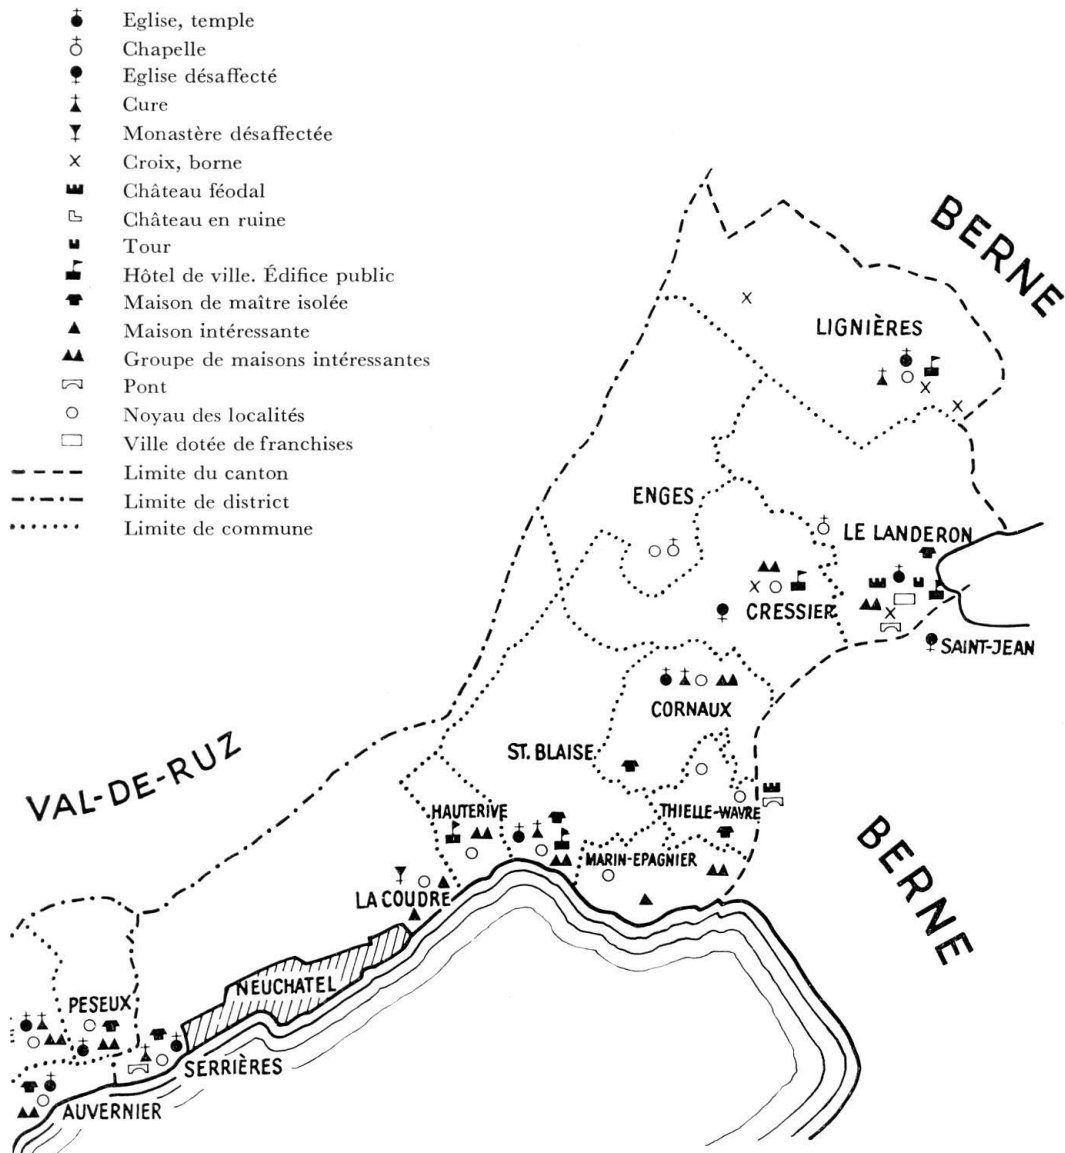 Eglise, temple
Chapelle
Eglise désaffecté
Cure
Monastère désaffectée
Croix, borne
Château féodal
Château en ruine
Tour
Hôtel de ville. Édifice public
Maison de maître isolée
Maison intéressante
Groupe de maisons intéressantes
Pont
Noyau des localités
Ville dotée de franchises
Limite du canton
Limite de district
Limite de commune
BERNE
LIGNIÈRES
ENGES
LE LANDERON
CRESSIER
SAINT-JEAN
CORNAUX
ST. BLAISE
VAL-DE-RUZ
HAUTERIVE
THIELLE-WAVRE
MARIN-EPAGNIER
BERNE
LA COUDRE
NEUCHATEL
PESEUX
SERRIÈRES
AUVERNIER